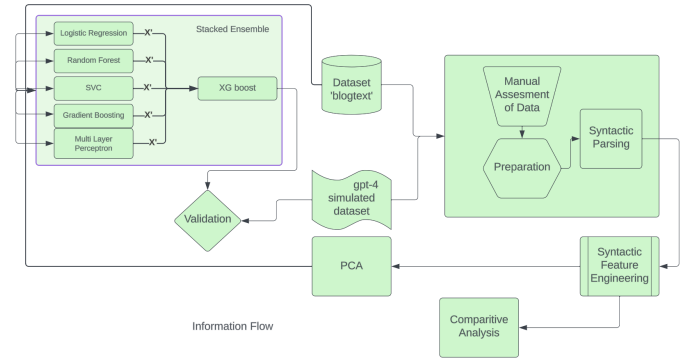 Stacked Ensemble
Logistic Regression
X'
Random Forest
X'
SVC
X'
Gradient Boosting
X'
Multi Layer
Perceptron
X'
XG boost
Dataset
'blogtext'
Manual
Assesment
of Data
Preparation
Syntactic
Parsing
gpt-4
simulated
dataset
Validation
PCA
Syntactic
Feature
Engineering
Comparitive
Analysis
Information Flow